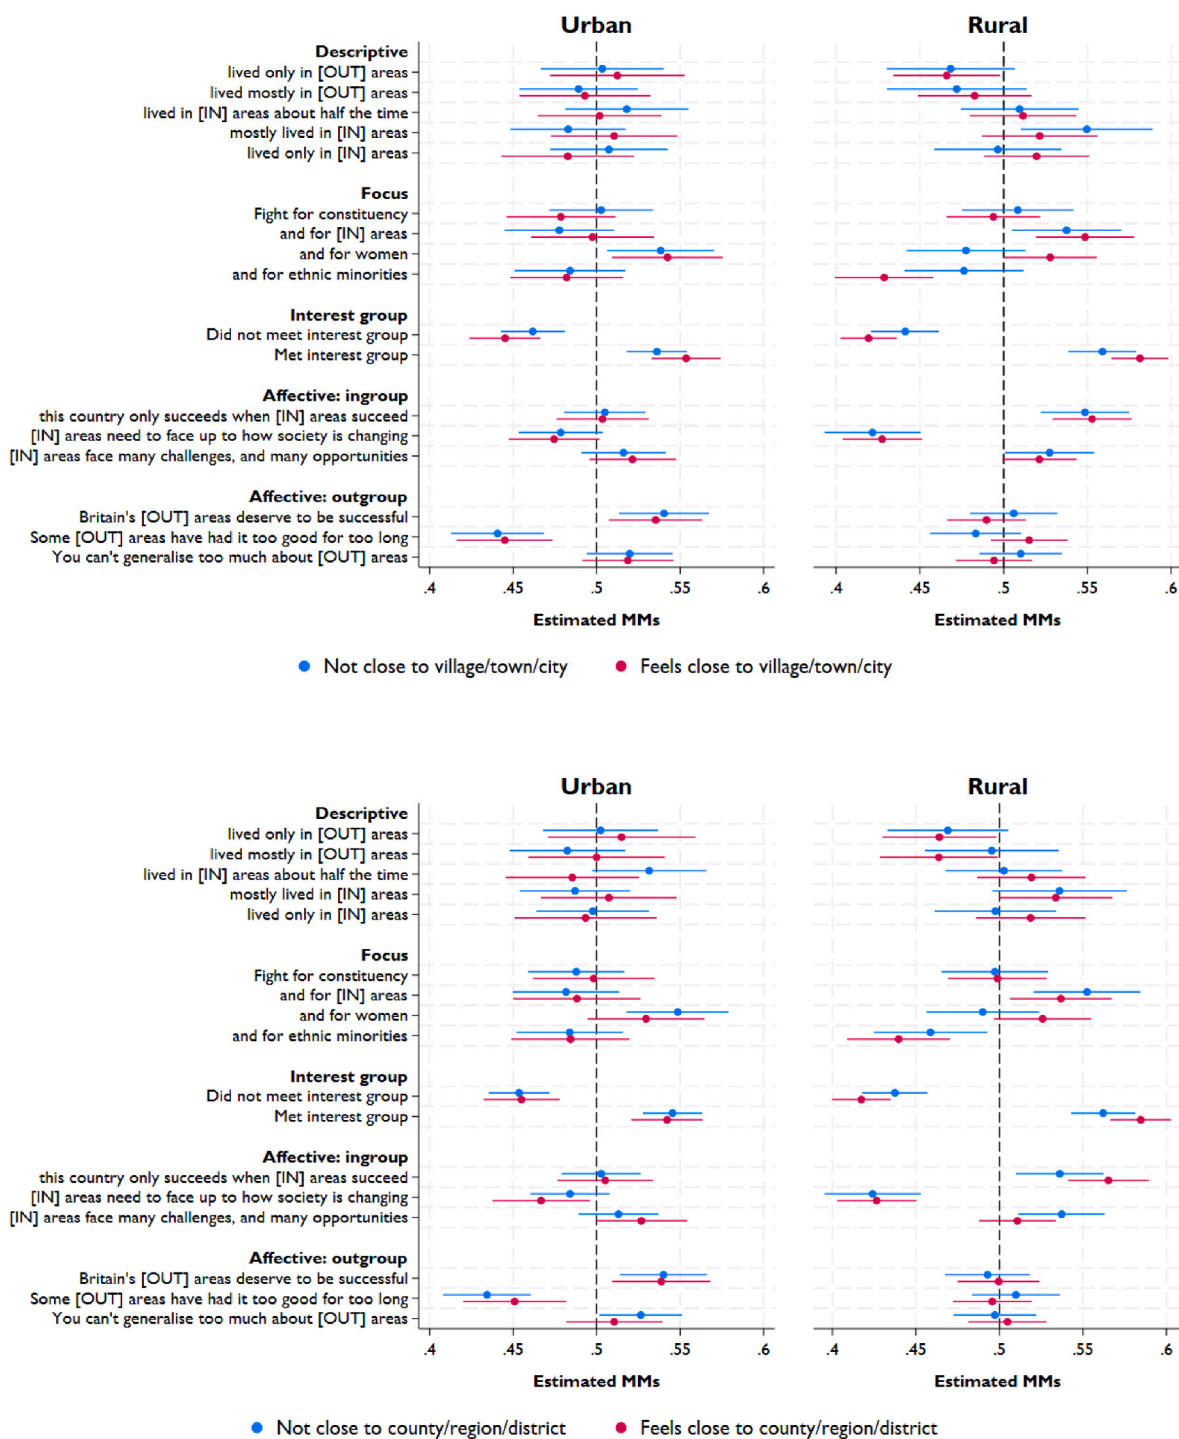 Urban Rural
Descriptive
lived only in [OUT] areas
lived mostly in [OUT] areas
lived in [IN] areas about half the time
mostly lived in [IN] areas
lived only in [IN] areas
Focus
Fight for constituency
and for [IN] areas
and for women
and for ethnic minorities
Interest group
Did not meet interest group
Met interest group
Affective: ingroup
this country only succeeds when [IN] areas succeed
[IN] areas need to face up to how society is changing
[IN] areas face many challenges, and many opportunities
Affective: outgroup
Britain's [OUT] areas deserve to be successful
Some [OUT] areas have had it too good for too long
You can't generalise too much about [OUT] areas
.4 .45 .5 .55 .6 .4 .45 .5 .55 .6
Estimated MMs Estimated MMs
Not close to village/town/city Feels close to village/town/city
Urban Rural
Descriptive
lived only in [OUT] areas
lived mostly in [OUT] areas
lived in [IN] areas about half the time
mostly lived in [IN] areas
lived only in [IN] areas
Focus
Fight for constituency
and for [IN] areas
and for women
and for ethnic minorities
Interest group
Did not meet interest group
Met interest group
Affective: ingroup
this country only succeeds when [IN] areas succeed
[IN] areas need to face up to how society is changing
[IN] areas face many challenges, and many opportunities
Affective: outgroup
Britain's [OUT] areas deserve to be successful
Some [OUT] areas have had it too good for too long
You can't generalise too much about [OUT] areas
.4 .45 .5 .55 .6 .4 .45 .5 .55 .6
Estimated MMs Estimated MMs
Not close to county/region/district Feels close to county/region/district